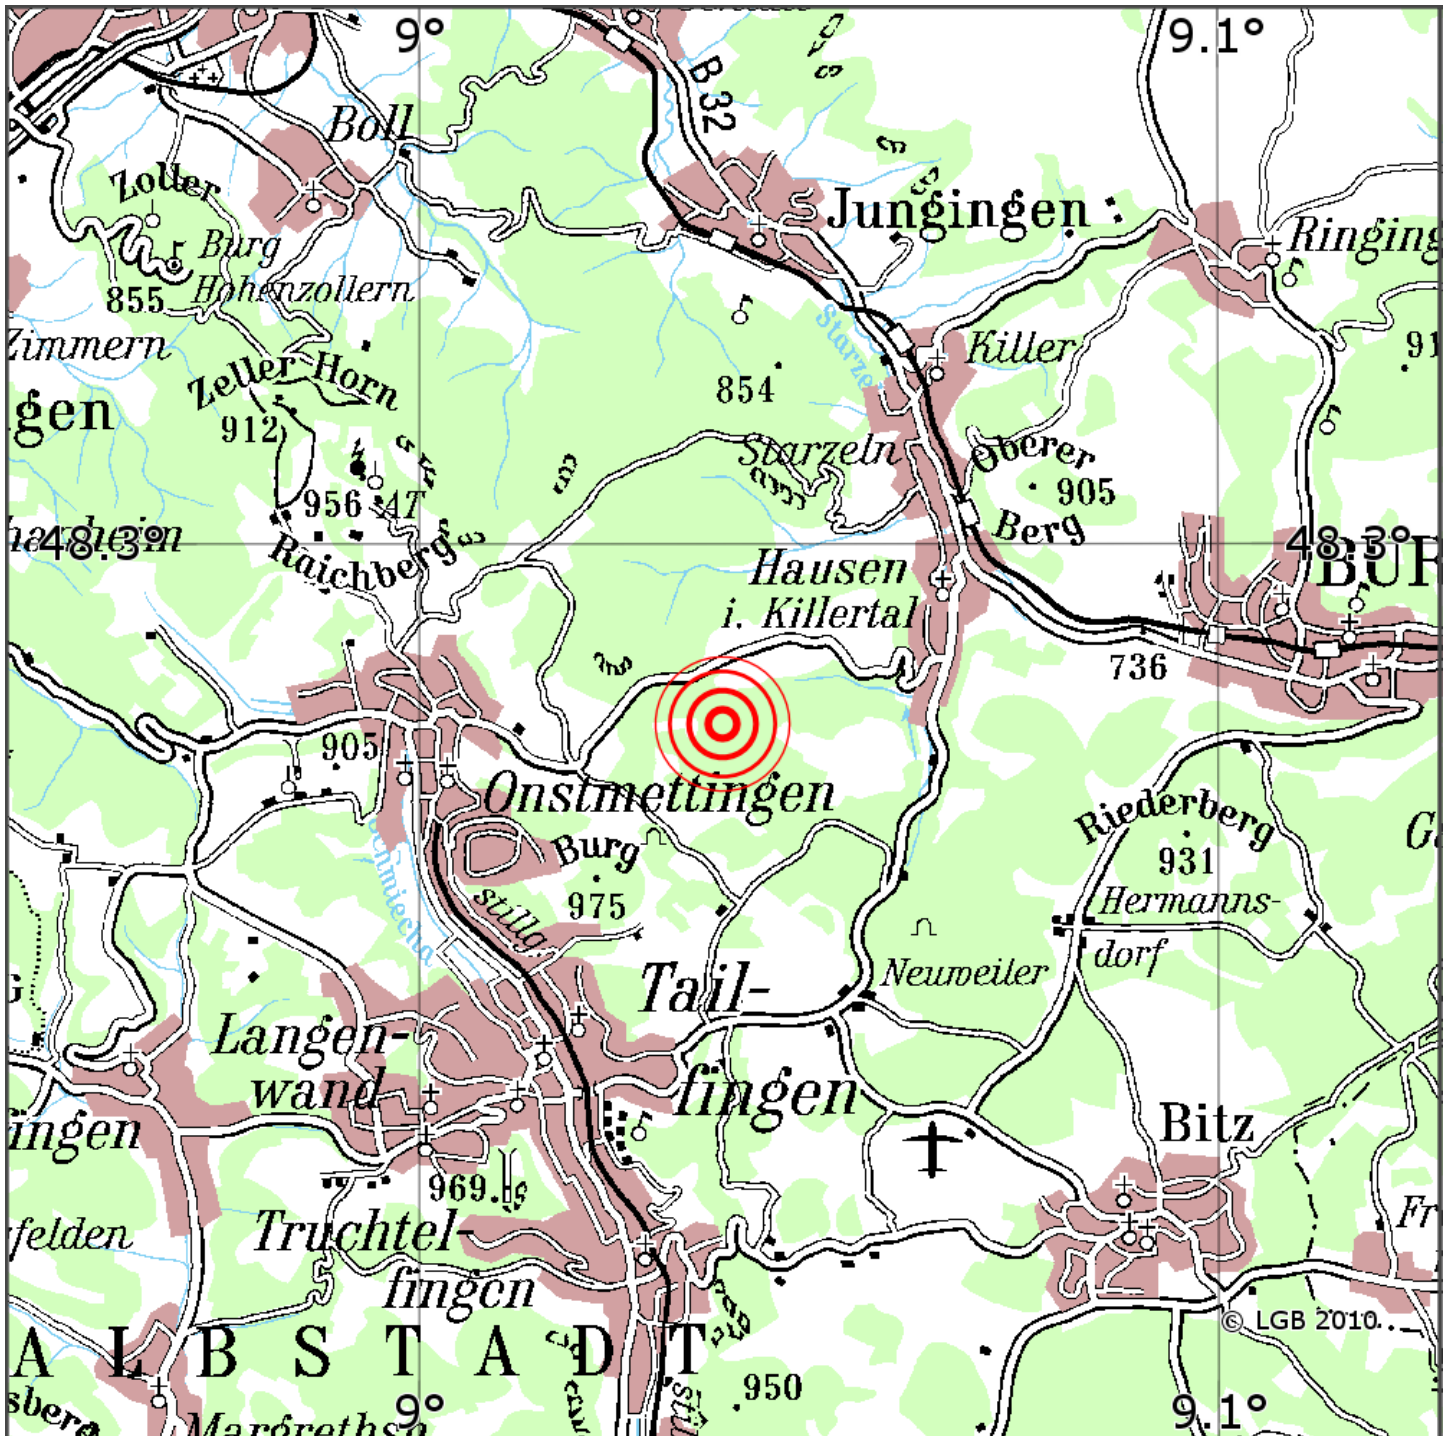 9°
9.1°
B 32
Boll
Zoller
Jungingen
Burg
Hohenzollern
855
Zimmern
Killer
Zeller Horn
854
gen
912
Starzeln
Oberer
905
Berg
956 AT
48.3°
48.3°
Raichberg
Hausen
i. Killertal
736
905
Onstmettingen
Burg
975
Riederberg
931
Hermanns-
dorf
Schmiecha
stillg.
Tail-
fingen
Neuweiler
Langen-
wand
ingen
Bitz
969
Truchtel-
fingen
felden
Fr
© LGB 2010
ALBSTADT
950
9°
9.1°